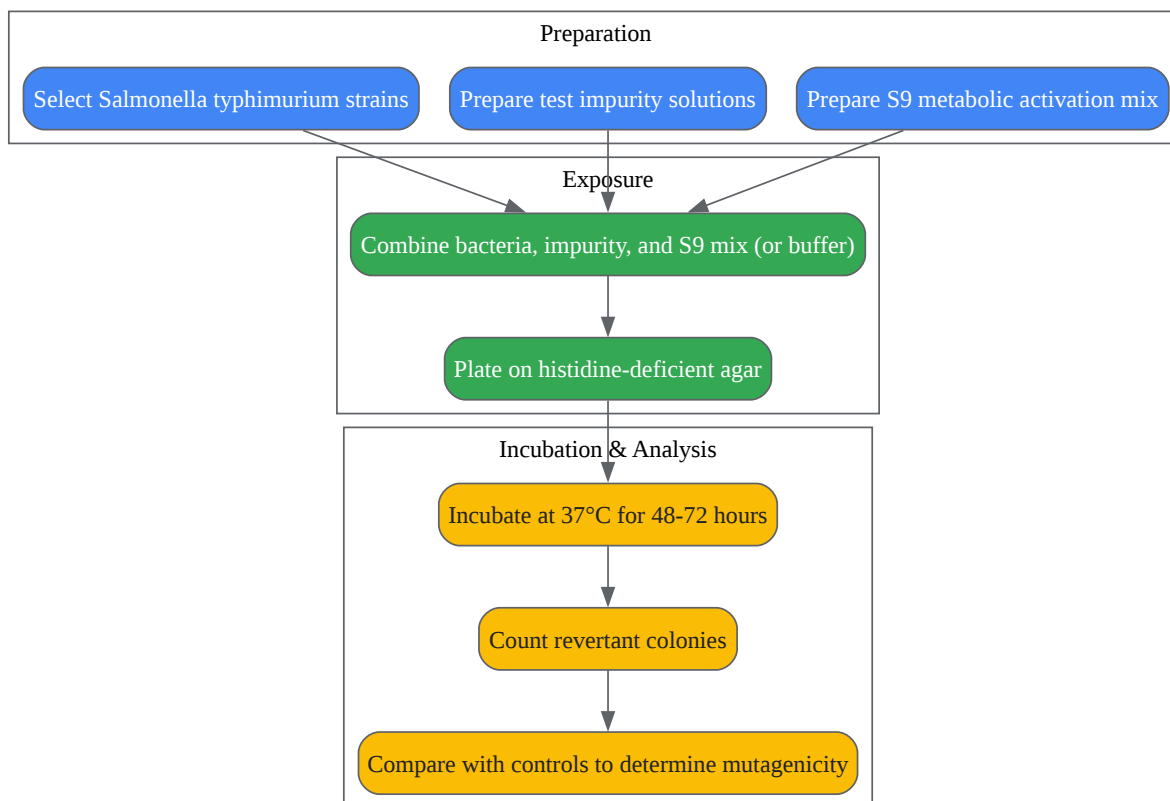 Preparation
Select Salmonella typhimurium strains
Prepare test impurity solutions
Prepare S9 metabolic activation mix
Exposure
Combine bacteria, impurity, and S9 mix (or buffer)
Plate on histidine-deficient agar
Incubation & Analysis
Incubate at 37°C for 48-72 hours
Count revertant colonies
Compare with controls to determine mutagenicity